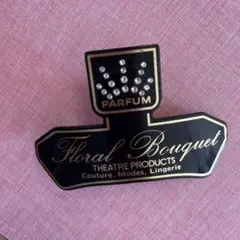 PARFUM
Floral Bouquet
THEATRE PRODUCTS
Couture, Modes, Lingerie